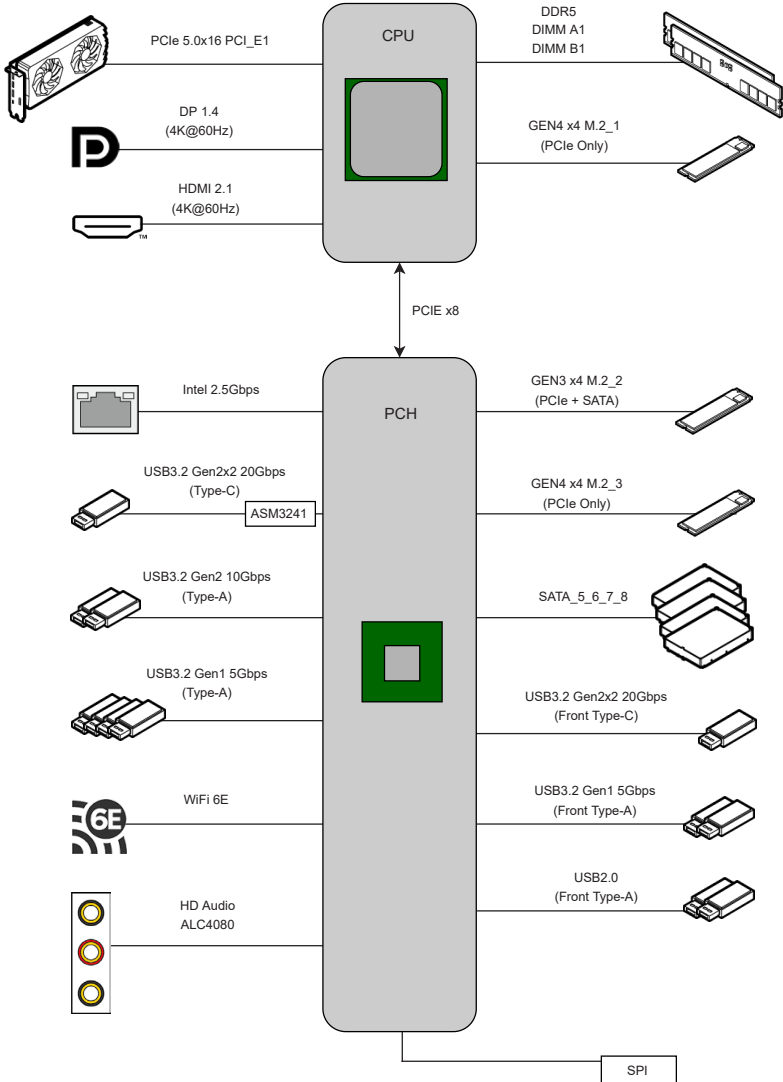 CPU
PCIe 5.0x16 PCI_E1
DDR5
DIMM A1
DIMM B1
DP 1.4
(4K@60Hz)
GEN4 x4 M.2_1
(PCIe Only)
HDMI 2.1
(4K@60Hz)
TM
PCIE x8
PCH
Intel 2.5Gbps
GEN3 x4 M.2_2
(PCIe + SATA)
USB3.2 Gen2x2 20Gbps
(Type-C)
ASM3241
GEN4 x4 M.2_3
(PCIe Only)
USB3.2 Gen2 10Gbps
(Type-A)
SATA_5_6_7_8
USB3.2 Gen1 5Gbps
(Type-A)
USB3.2 Gen2x2 20Gbps
(Front Type-C)
WiFi 6E
6E
USB3.2 Gen1 5Gbps
(Front Type-A)
USB2.0
(Front Type-A)
HD Audio
ALC4080
SPI